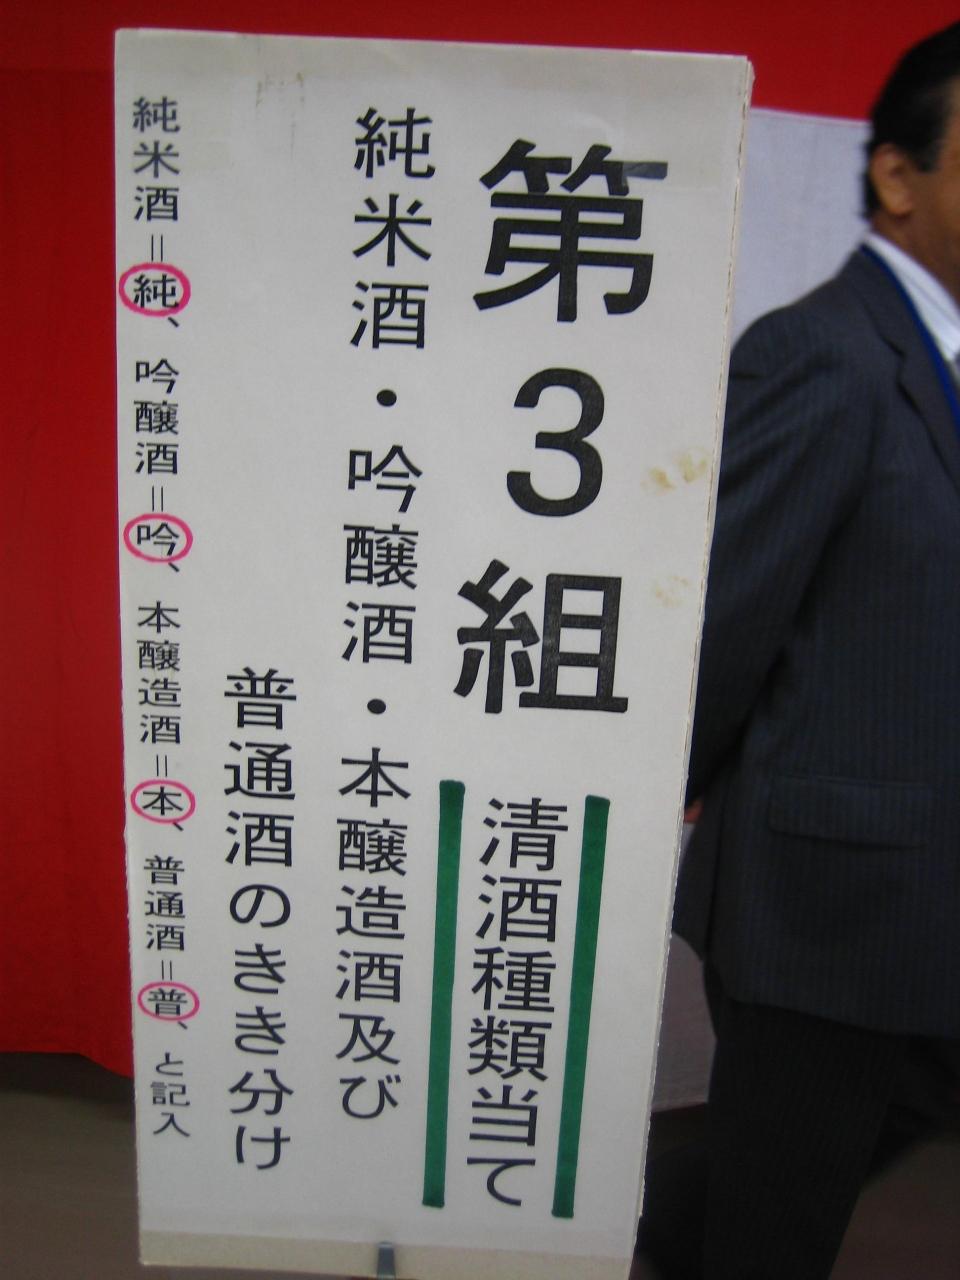 第3組 清酒種類当て
純米酒・吟醸酒・本醸造酒及び
普通酒のきき分け
純米酒＝純、吟醸酒＝吟、本醸造酒＝本、普通酒＝普、と記入